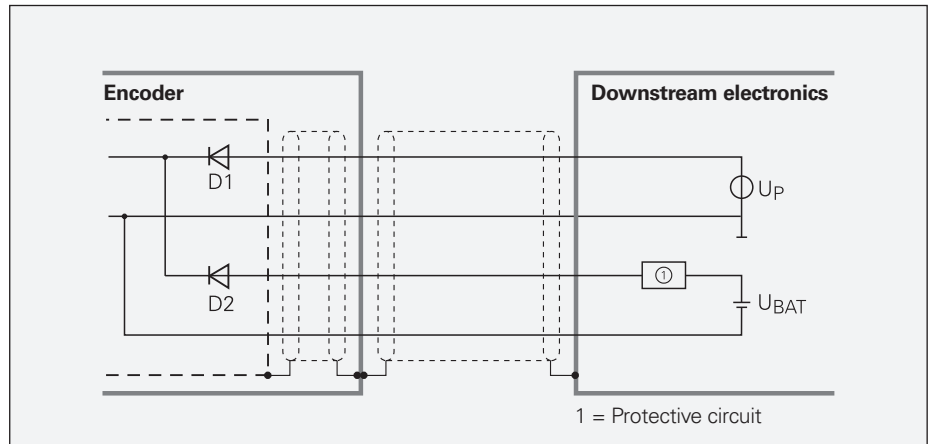 Encoder
Downstream electronics
D1
UP
D2
①
UBAT
1 = Protective circuit